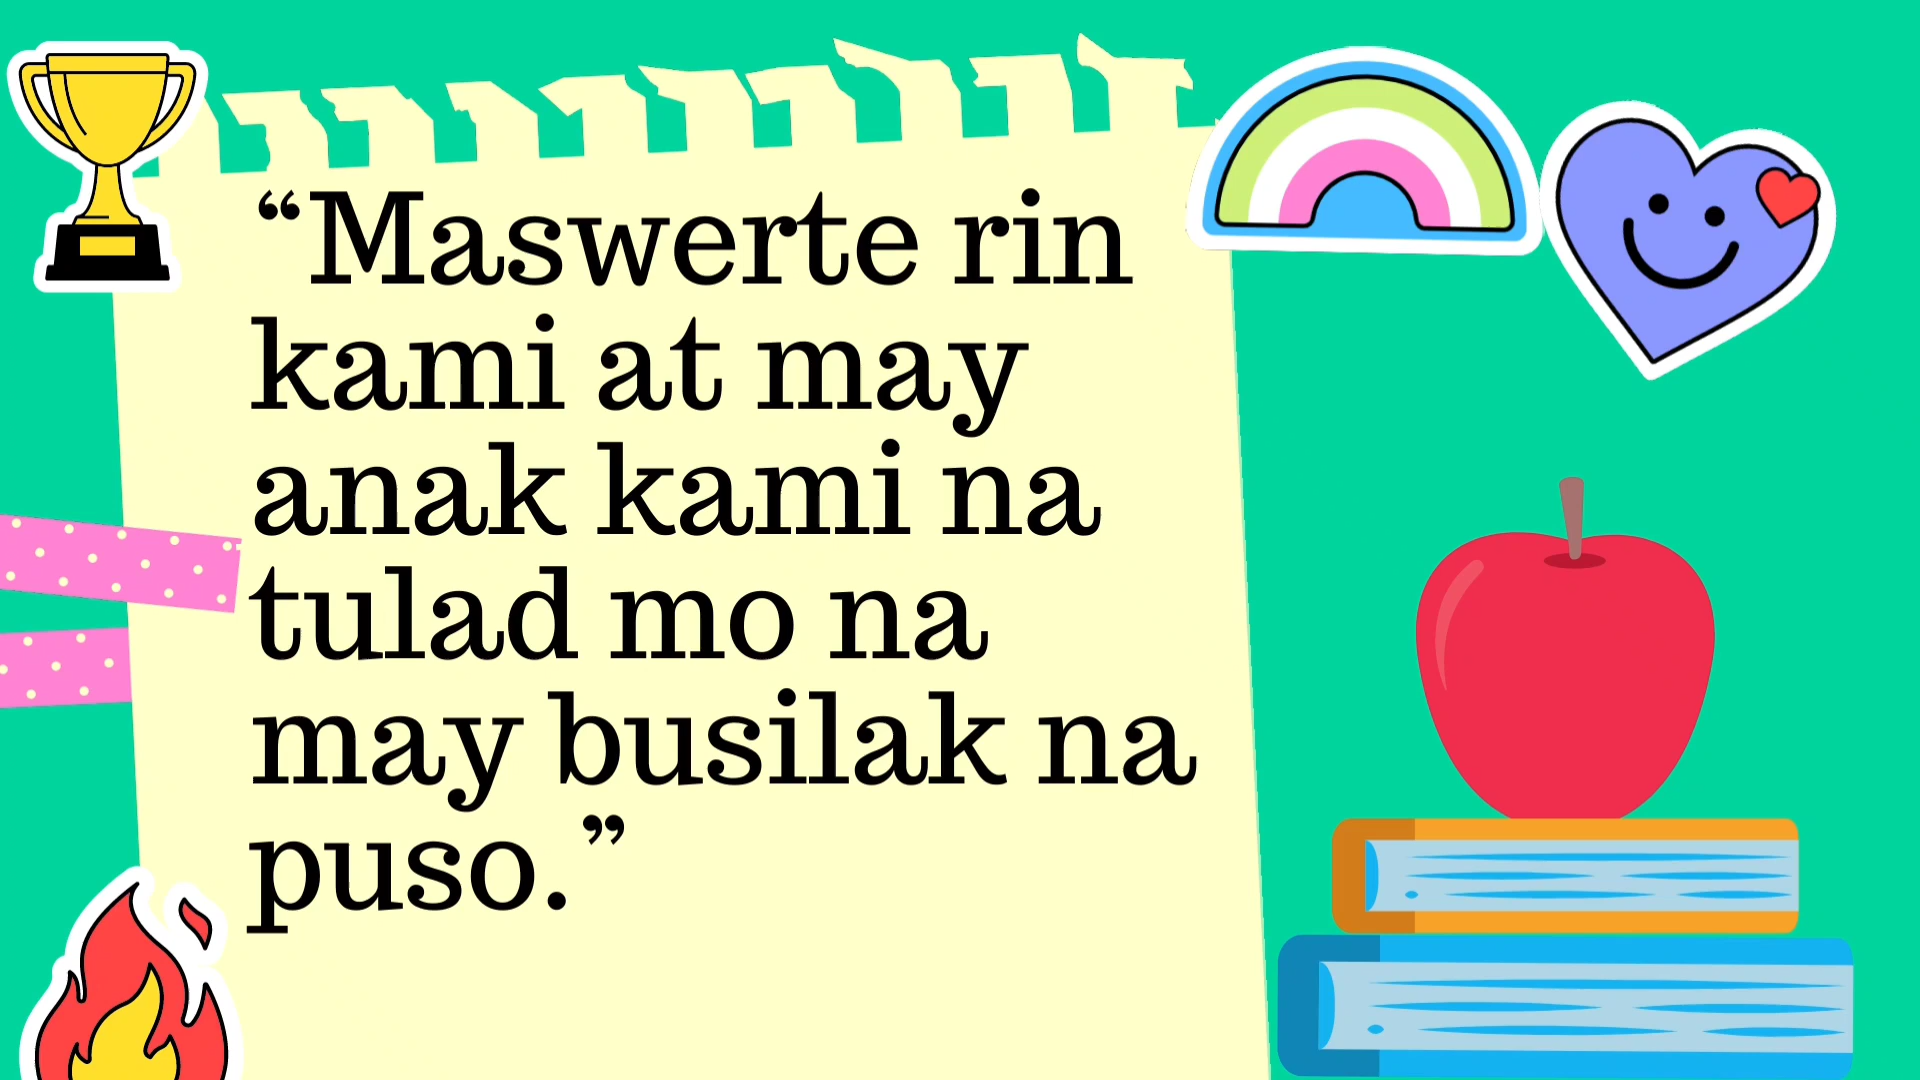 “Maswerte rin
kami at may
anak kami na
tulad mo na
may busilak na
puso.”